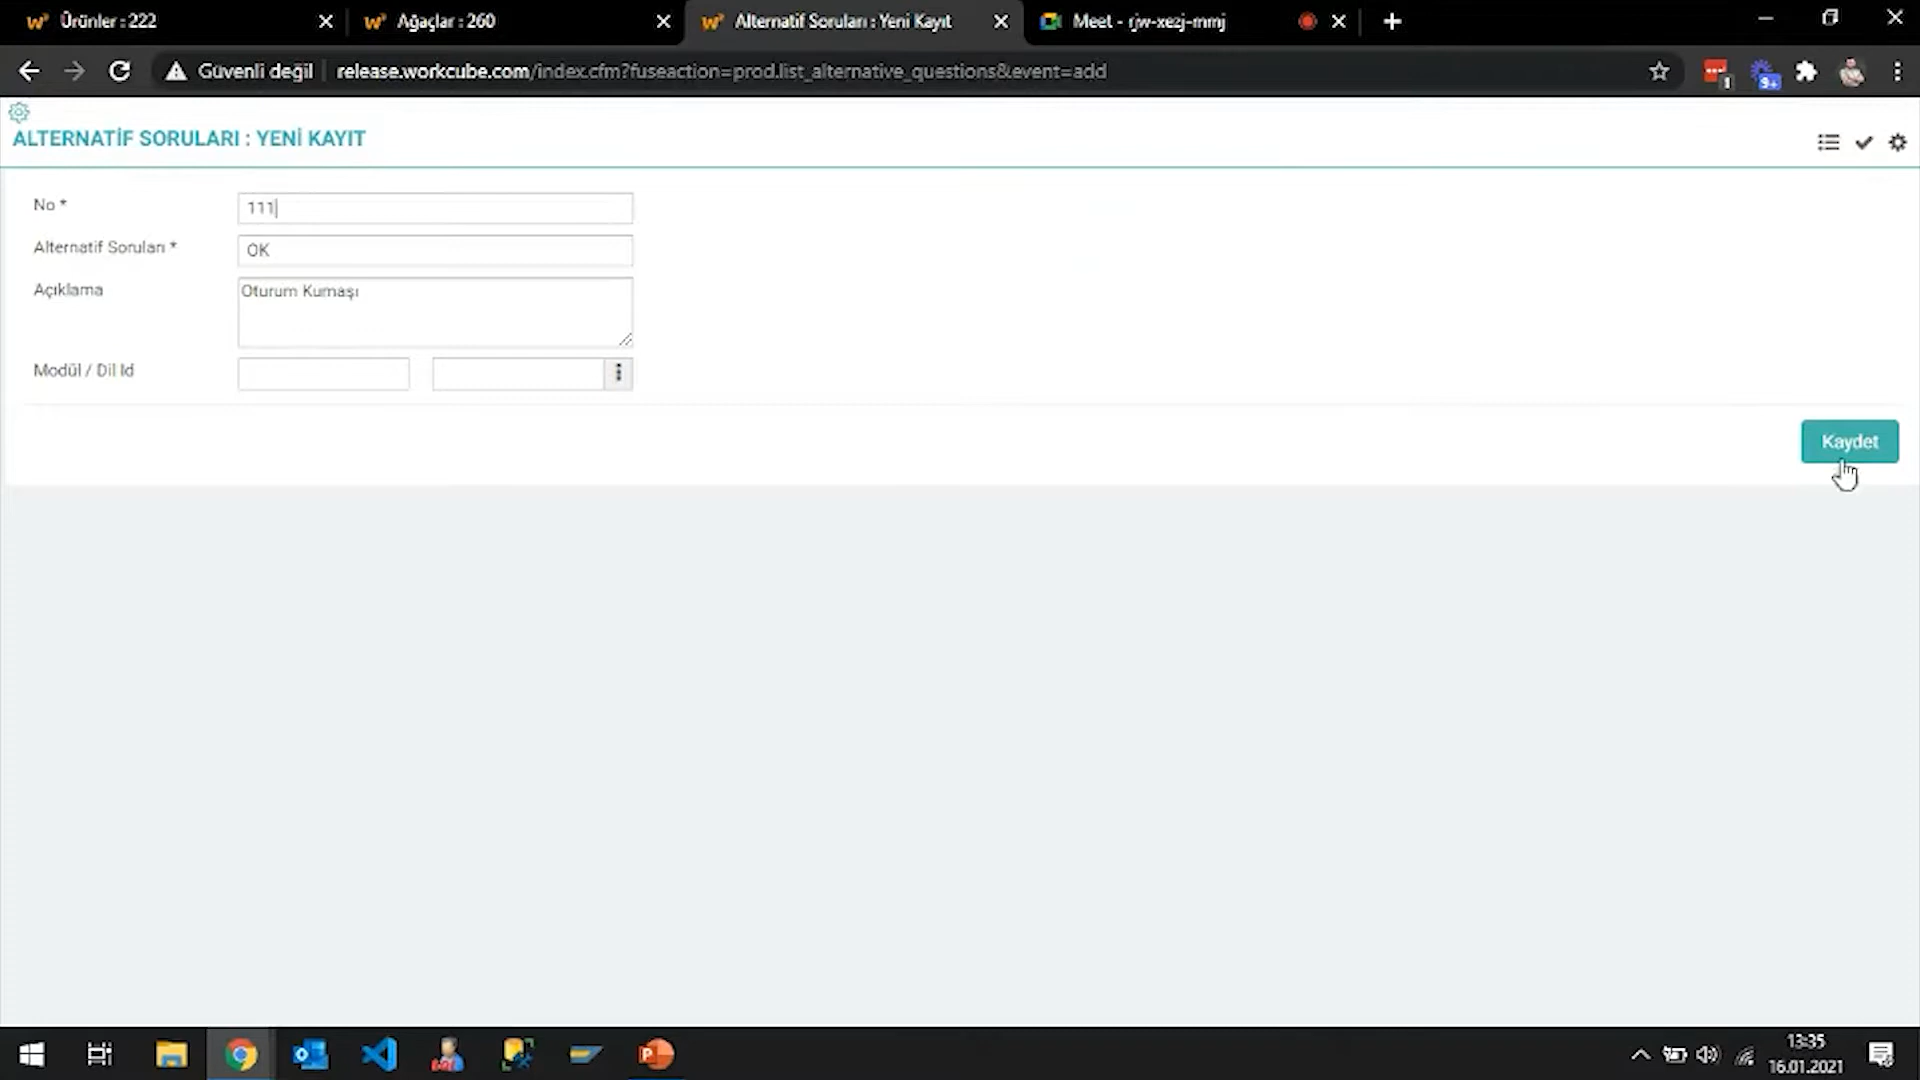 Ürünler : 222
Ağaçlar : 260
Alternatif Soruları : Yeni Kayıt
Meet - rjw-xezj-mmj
Güvenli değil
release.workcube.com/index.cfm?fuseaction=prod.list_alternative_questions&event=add
1
9+
ALTERNATİF SORULARI : YENİ KAYIT
No *
111
Alternatif Soruları *
OK
Açıklama
Oturum Kumaşı
Modül / Dil Id
Kaydet
13:35
16.01.2021